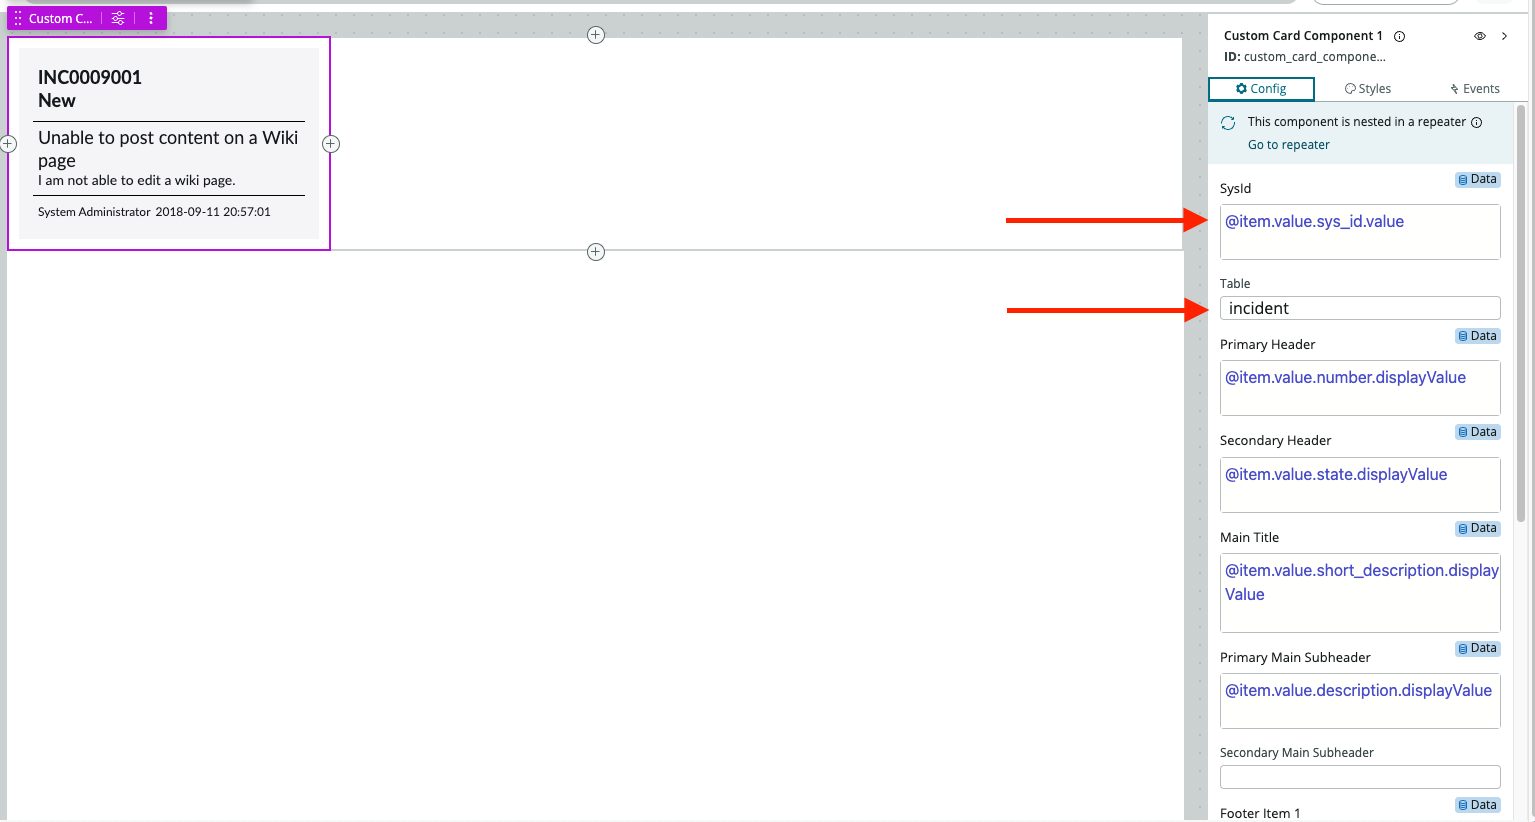 Custom C...
INC0009001
New
Unable to post content on a Wiki
page
I am not able to edit a wiki page.
System Administrator 2018-09-11 20:57:01
Custom Card Component 1
ID: custom_card_compone...
Config
Styles
Events
This component is nested in a repeater
Go to repeater
Data
SysId
@item.value.sys_id.value
Table
incident
Data
Primary Header
@item.value.number.displayValue
Data
Secondary Header
@item.value.state.displayValue
Data
Main Title
@item.value.short_description.display
Value
Data
Primary Main Subheader
@item.value.description.displayValue
Secondary Main Subheader
Data
Footer Item 1